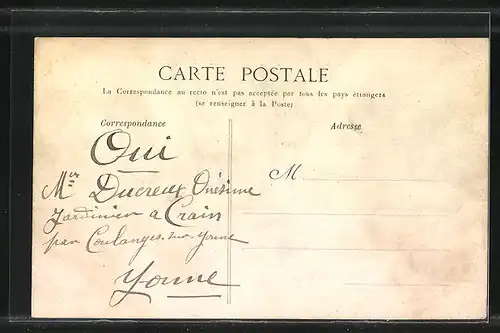 CARTE POSTALE
La Correspondance au recto n'est pas acceptée par tous les pays étrangers
(se renseigner à la Poste)
Correspondance
Adresse
Oui
M
Mr Ducreux Onésime
Jardinier a Crain
par Coulanges-sur-Yonne
Yonne